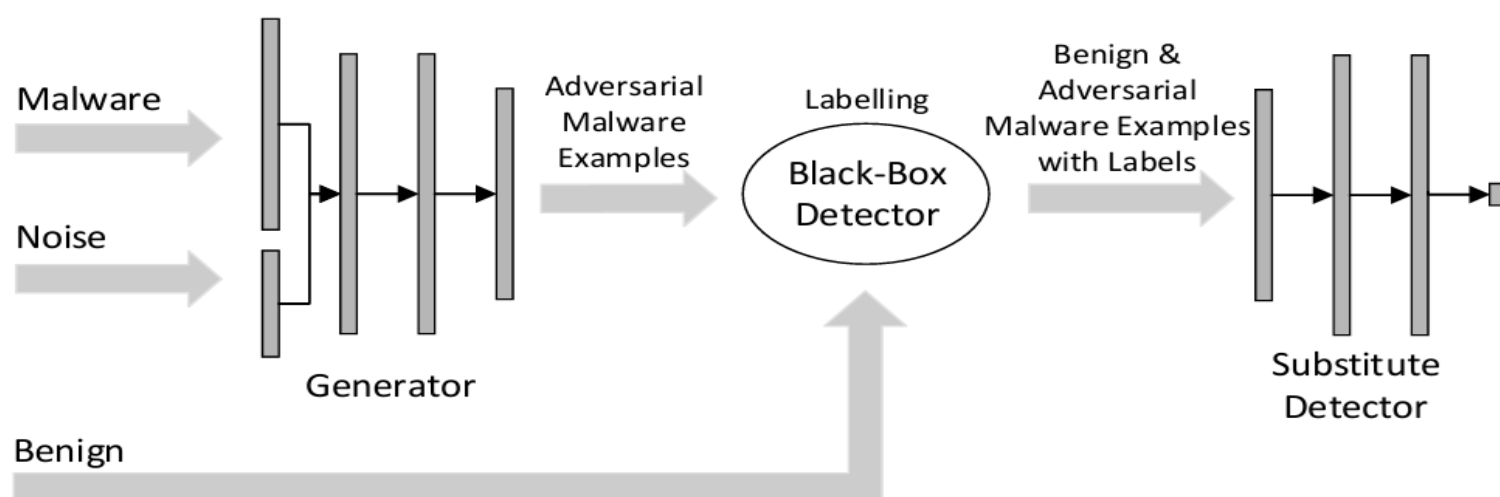 Malware
Noise
Generator
Benign
Adversarial
Malware
Examples
Labelling
Black-Box
Detector
Benign &
Adversarial
Malware Examples
with Labels
Substitute
Detector